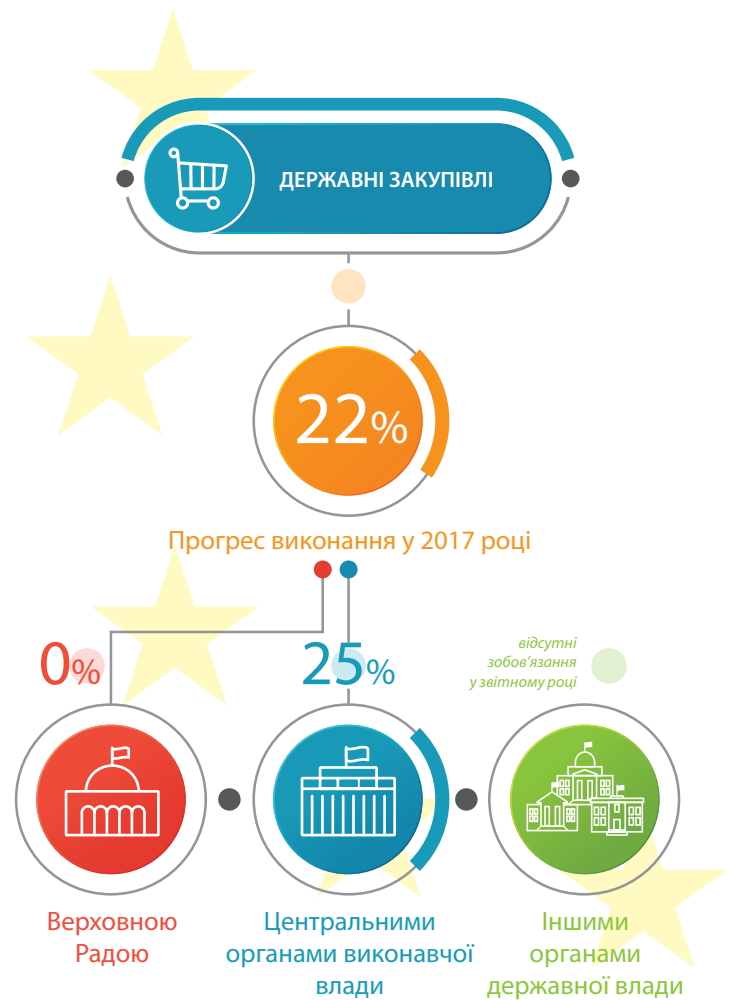 ДЕРЖАВНІ ЗАКУПІВЛІ
22%
Прогрес виконання у 2017 році
0%
25%
відсутні
зобов’язання
у звітному році
Верховною
Радою
Центральними
органами виконавчої
влади
Іншими
органами
державної влади